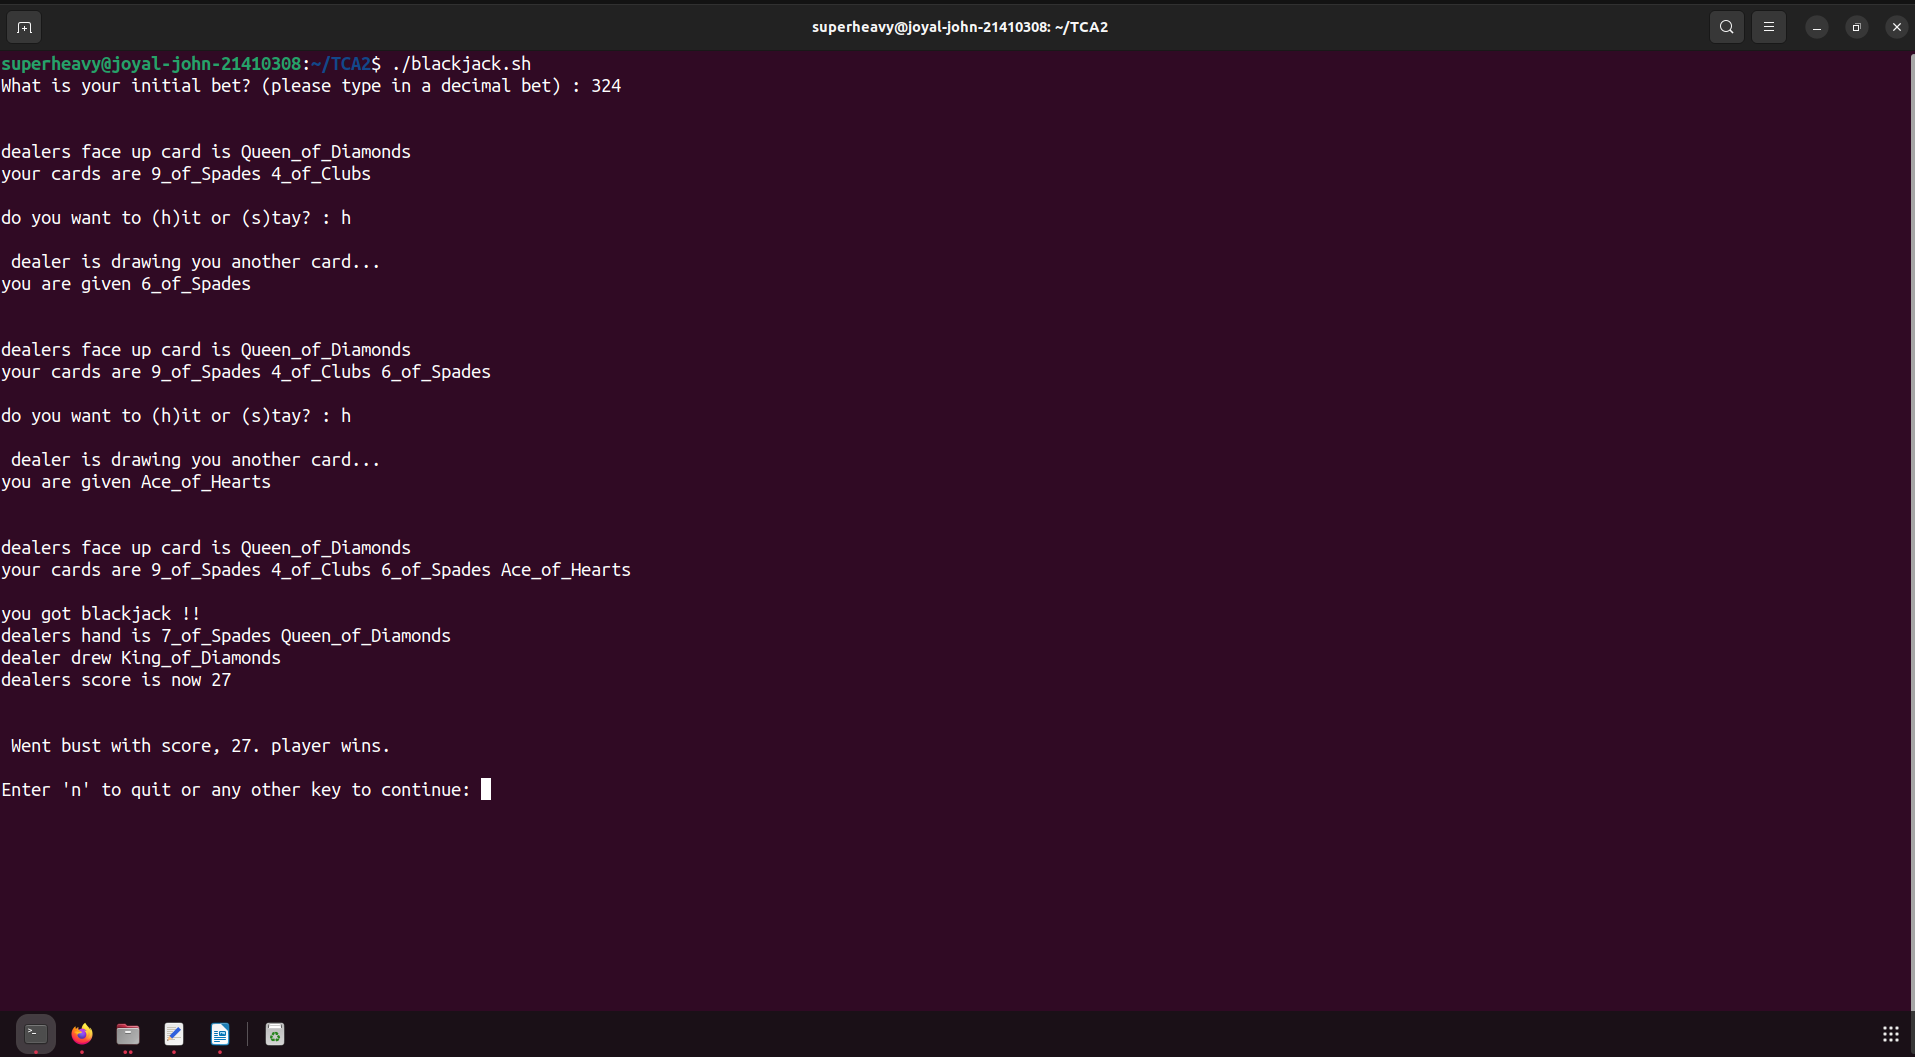 superheavy@joyal-john-21410308: ~/TCA2
superheavy@joyal-john-21410308:~/TCA2$ ./blackjack.sh
What is your initial bet? (please type in a decimal bet) : 324
dealers face up card is Queen_of_Diamonds
your cards are 9_of_Spades 4_of_Clubs
do you want to (h)it or (s)tay? : h
dealer is drawing you another card...
you are given 6_of_Spades
dealers face up card is Queen_of_Diamonds
your cards are 9_of_Spades 4_of_Clubs 6_of_Spades
do you want to (h)it or (s)tay? : h
dealer is drawing you another card...
you are given Ace_of_Hearts
dealers face up card is Queen_of_Diamonds
your cards are 9_of_Spades 4_of_Clubs 6_of_Spades Ace_of_Hearts
you got blackjack !!
dealers hand is 7_of_Spades Queen_of_Diamonds
dealer drew King_of_Diamonds
dealers score is now 27
Went bust with score, 27. player wins.
Enter 'n' to quit or any other key to continue: